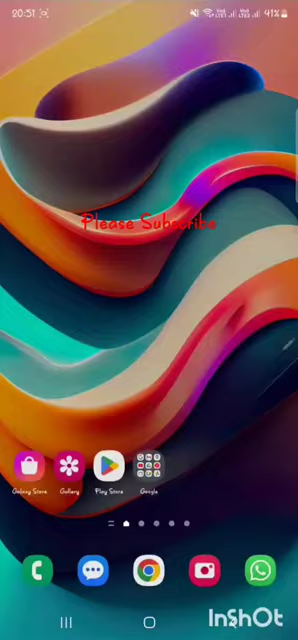 20:51
41%
Please Subscribe
Galaxy Store
Gallery
Play Store
Google
InShOt